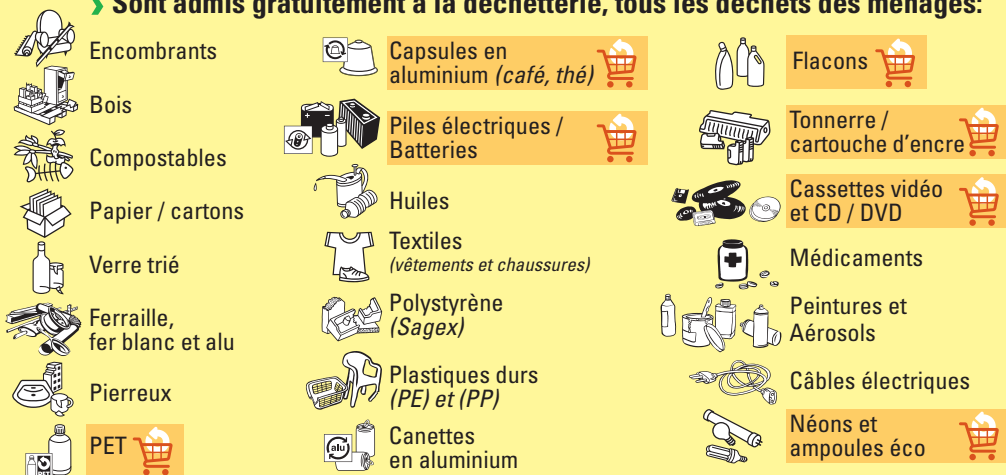 Sont admis gratuitement à la déchetterie, tous les déchets des ménages:
Encombrants
Bois
Compostables
Papier / cartons
Verre trié
Ferraille,
fer blanc et alu
Pierreux
PET
Capsules en
aluminium (café, thé)
Piles électriques /
Batteries
Huiles
Textiles
(vêtements et chaussures)
Polystyrène
(Sagex)
Plastiques durs
(PE) et (PP)
alu
Canettes
en aluminium
Flacons
Tonnerre /
cartouche d'encre
Cassettes vidéo
et CD / DVD
Médicaments
Peintures et
Aérosols
Câbles électriques
Néons et
ampoules éco